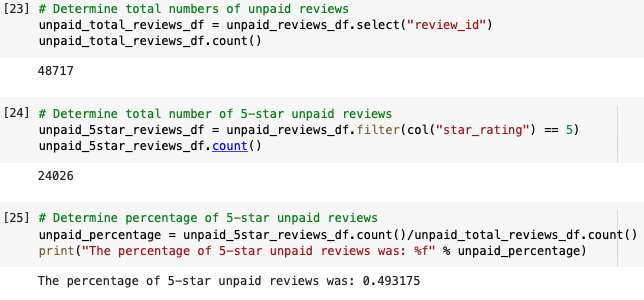 [23] # Determine total numbers of unpaid reviews
unpaid_total_reviews_df = unpaid_reviews_df.select("review_id")
unpaid_total_reviews_df.count()
48717
[24] # Determine total number of 5-star unpaid reviews
unpaid_5star_reviews_df = unpaid_reviews_df.filter(col("star_rating") == 5)
unpaid_5star_reviews_df.count()
24026
[25] # Determine percentage of 5-star unpaid reviews
unpaid_percentage = unpaid_5star_reviews_df.count()/unpaid_total_reviews_df.count()
print("The percentage of 5-star unpaid reviews was: %f" % unpaid_percentage)
The percentage of 5-star unpaid reviews was: 0.493175